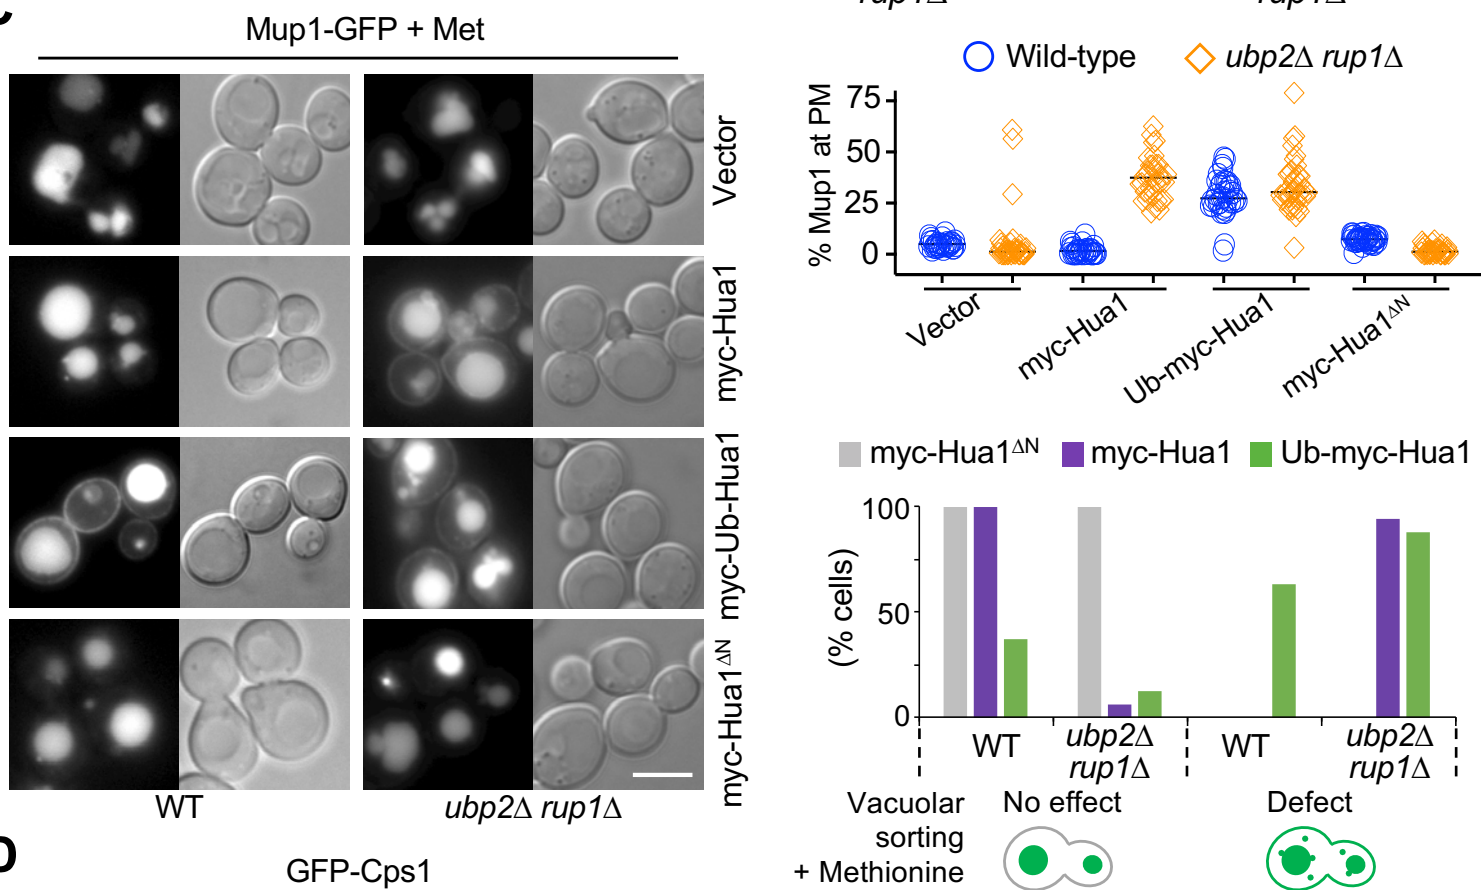 C
Mup1-GFP + Met
Vector
myc-Hua1
myc-Ub-Hua1
myc-Hua1ΔN
WT
ubp2Δ rup1Δ
D
GFP-Cps1
rup1Δ
rup1Δ
Wild-type
ubp2Δ rup1Δ
% Mup1 at PM
75
50
25
0
Vector
myc-Hua1
Ub-myc-Hua1
myc-Hua1ΔN
myc-Hua1ΔN
myc-Hua1
Ub-myc-Hua1
(% cells)
100
50
0
WT
ubp2Δ
rup1Δ
WT
ubp2Δ
rup1Δ
Vacuolar
sorting
+ Methionine
No effect
Defect